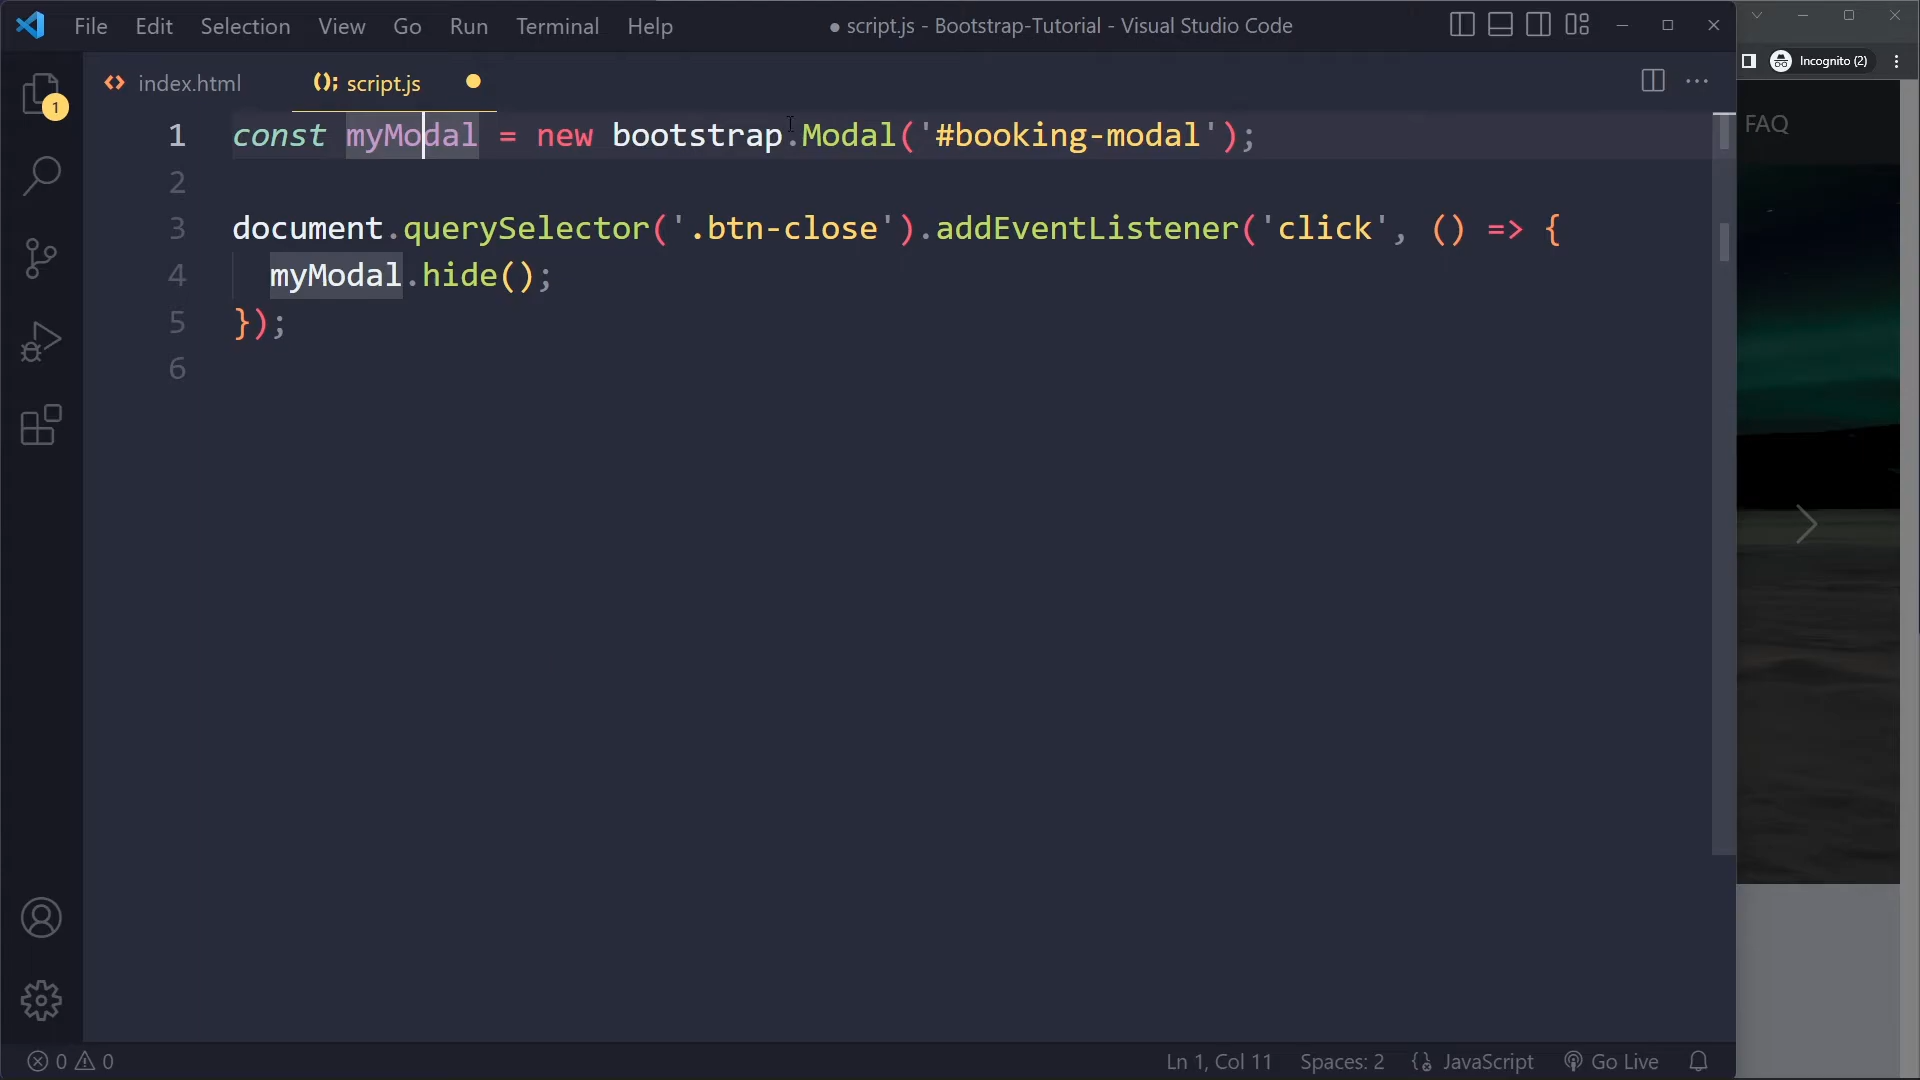 File Edit Selection View Go Run Terminal Help ● script.js - Bootstrap-Tutorial - Visual Studio Code
Incognito (2)
index.html
script.js
1
FAQ
1 const myModal = new bootstrap.Modal('#booking-modal');
2
3 document.querySelector('.btn-close').addEventListener('click', () => {
4 myModal.hide();
5 });
6
0 0 Ln 1, Col 11 Spaces: 2 JavaScript Go Live